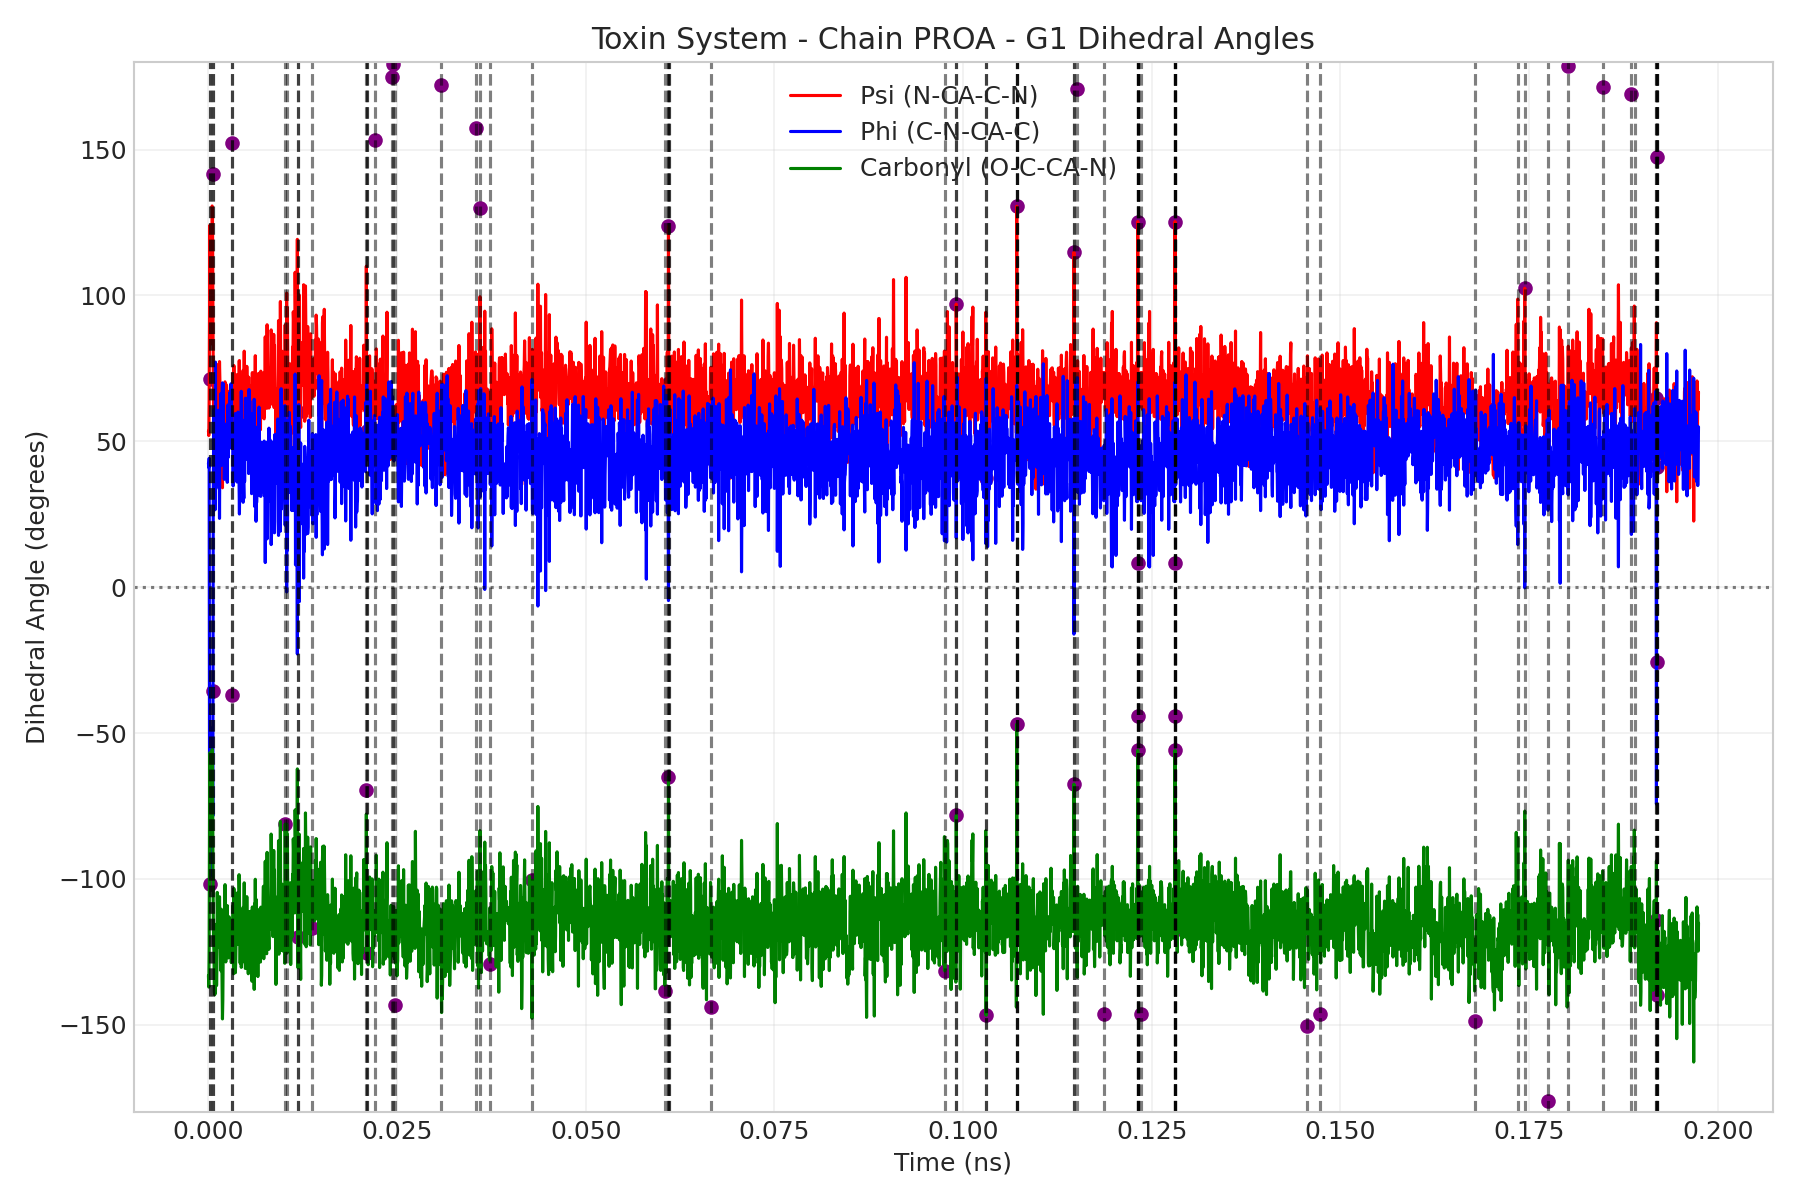 Toxin System - Chain PROA - G1 Dihedral Angles
Psi (N-CA-C-N)
Phi (C-N-CA-C)
Carbonyl (O-C-CA-N)
Dihedral Angle (degrees)
150
100
50
0
−50
−100
−150
0.000 0.025 0.050 0.075 0.100 0.125 0.150 0.175 0.200
Time (ns)